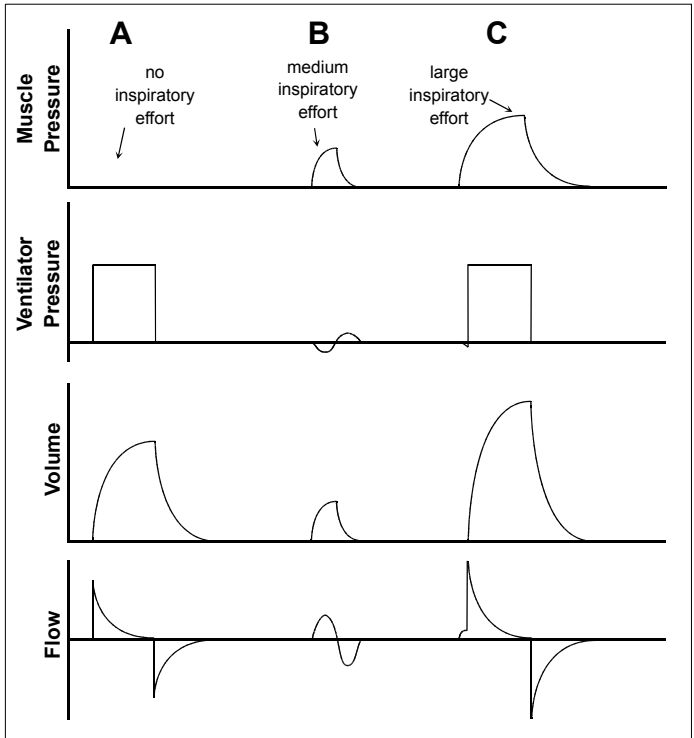 A
B
C
no
inspiratory
effort
medium
inspiratory
effort
large
inspiratory
effort
Muscle
Pressure
Ventilator
Pressure
Volume
Flow